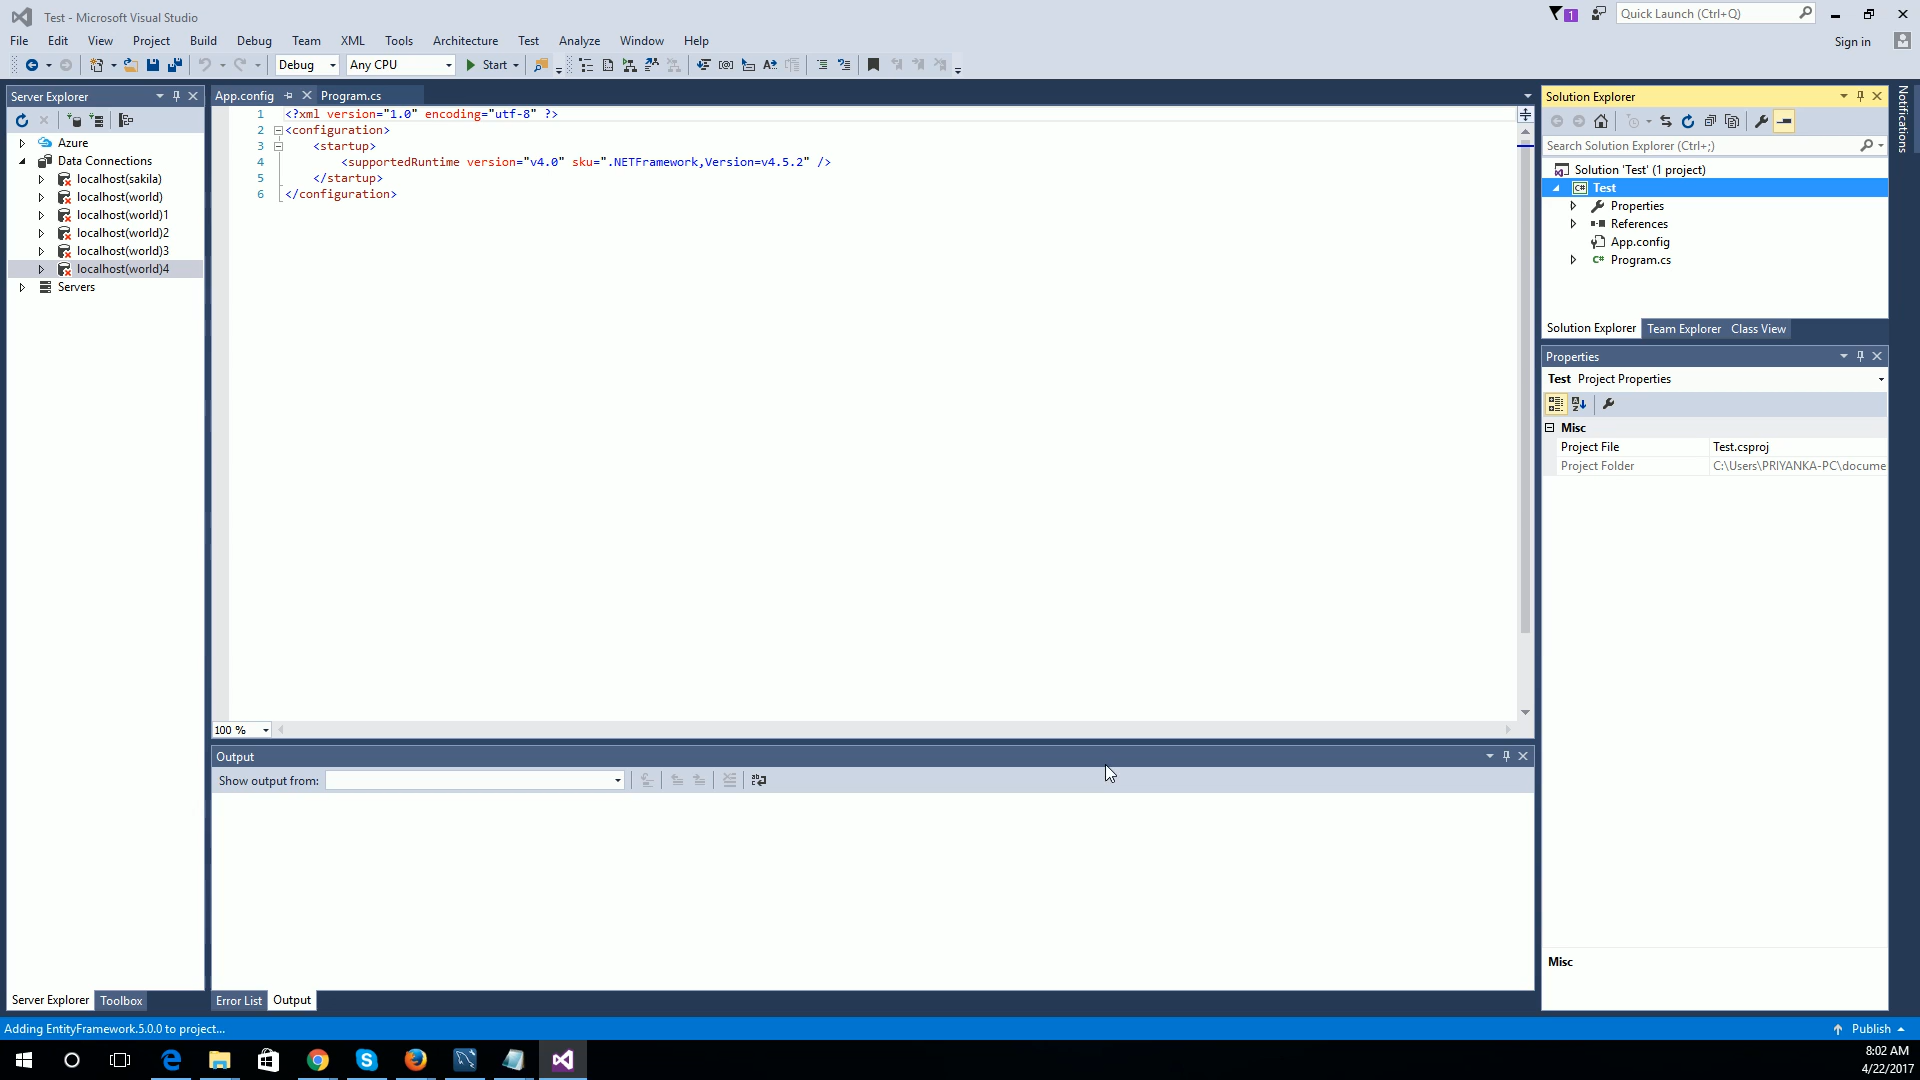 Test - Microsoft Visual Studio
1
Quick Launch (Ctrl+Q)
File Edit View Project Build Debug Team XML Tools Architecture Test Analyze Window Help
Sign in
Debug Any CPU Start
Server Explorer
Azure
Data Connections
localhost(sakila)
localhost(world)
localhost(world)1
localhost(world)2
localhost(world)3
localhost(world)4
Servers
Server Explorer Toolbox
App.config Program.cs
1 <?xml version="1.0" encoding="utf-8" ?>
2 <configuration>
3 <startup>
4 <supportedRuntime version="v4.0" sku=".NETFramework,Version=v4.5.2" />
5 </startup>
6 </configuration>
100 %
Output
Show output from:
Error List Output
Solution Explorer
Search Solution Explorer (Ctrl+;)
Solution 'Test' (1 project)
C# Test
Properties
References
App.config
C# Program.cs
Solution Explorer Team Explorer Class View
Properties
Test Project Properties
Misc
Project File Test.csproj
Project Folder C:\Users\PRIYANKA-PC\docume
Misc
Notifications
Adding EntityFramework.5.0.0 to project...
Publish
8:02 AM
4/22/2017